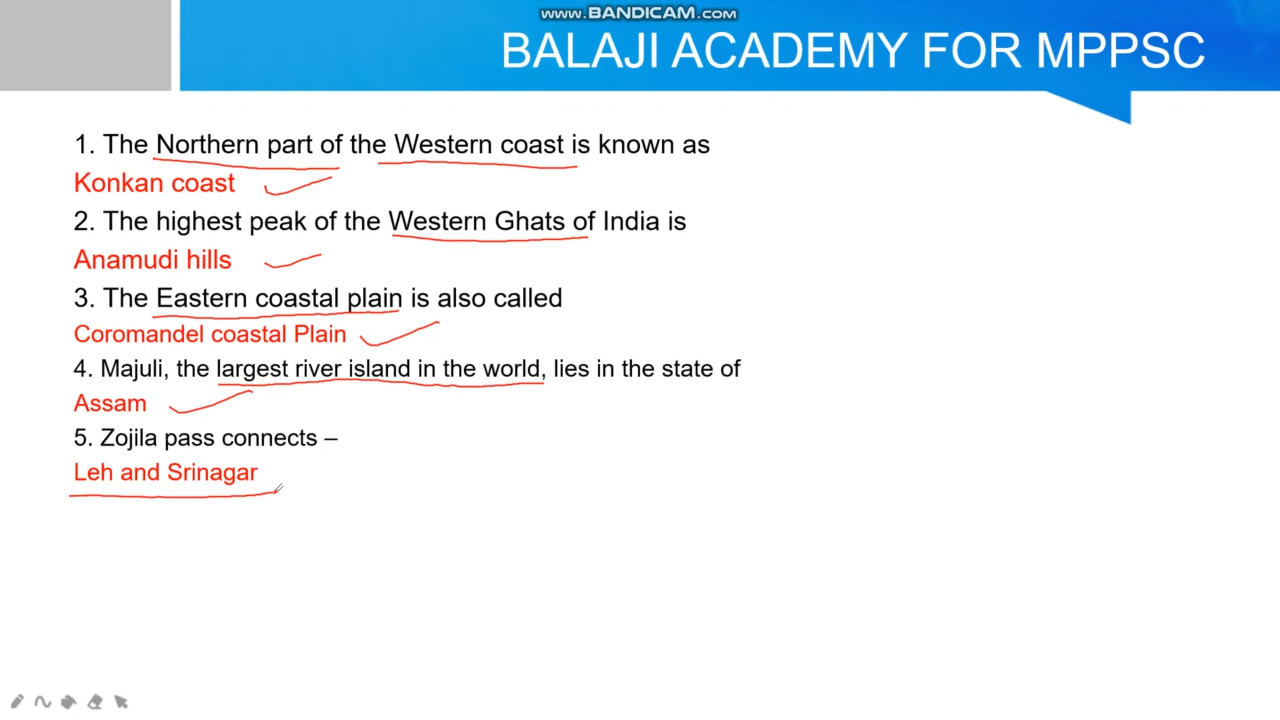 www.BANDICAM.com
BALAJI ACADEMY FOR MPPSC
1. The Northern part of the Western coast is known as
Konkan coast
2. The highest peak of the Western Ghats of India is
Anamudi hills
3. The Eastern coastal plain is also called
Coromandel coastal Plain
4. Majuli, the largest river island in the world, lies in the state of
Assam
5. Zojila pass connects –
Leh and Srinagar